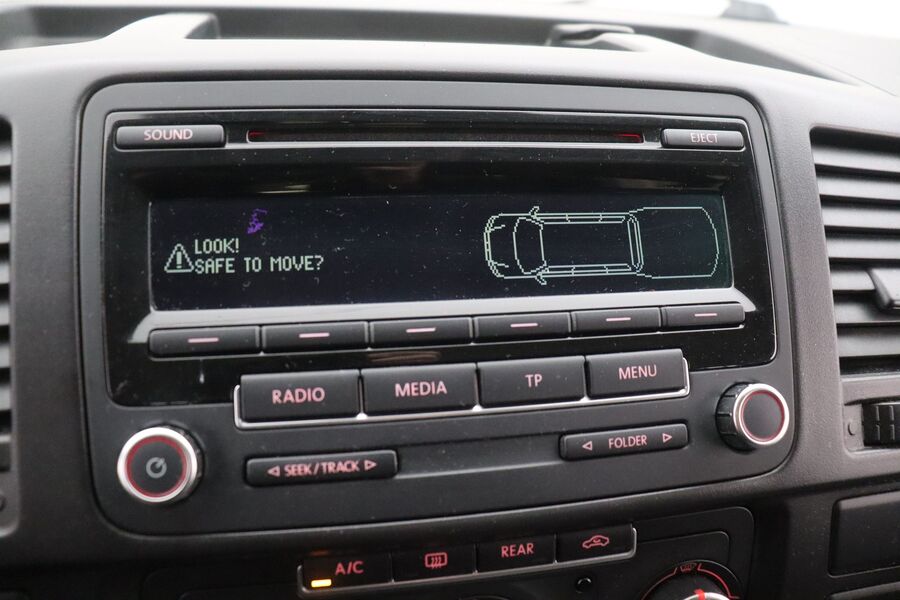 SOUND
EJECT
LOOK!
SAFE TO MOVE?
RADIO
MEDIA
TP
MENU
SEEK/TRACK
FOLDER
A/C
REAR